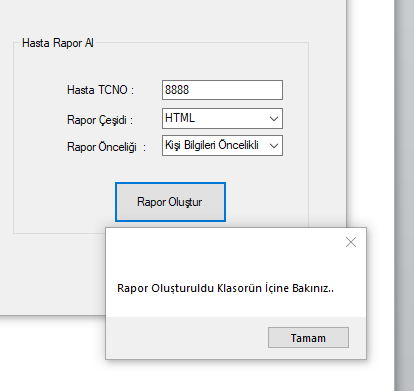 Hasta Rapor Al
Hasta TCNO : 8888
Rapor Çeşidi : HTML
Rapor Önceliği : Kişi Bilgileri Öncelikli
Rapor Oluştur
Rapor Oluşturuldu Klasorün İçine Bakınız..
Tamam